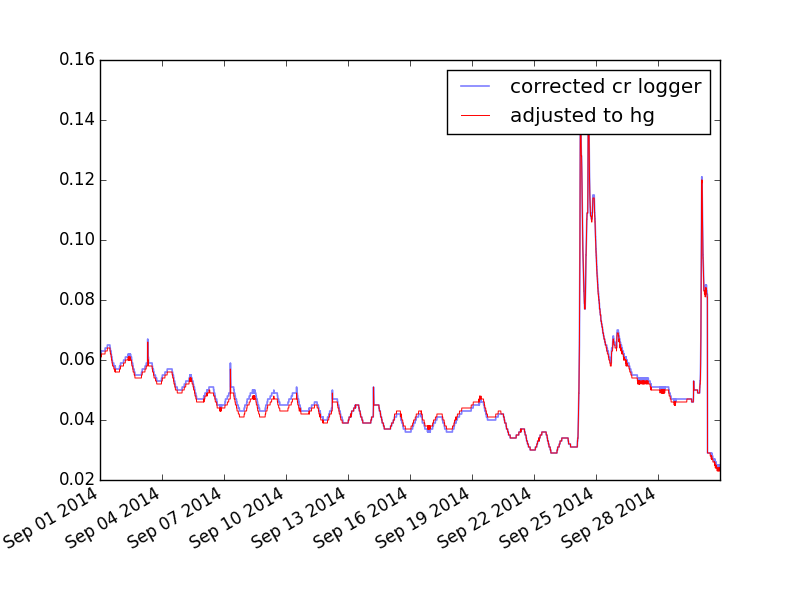 0.16
0.14
0.12
0.10
0.08
0.06
0.04
0.02
corrected cr logger
adjusted to hg
Sep 01 2014
Sep 04 2014
Sep 07 2014
Sep 10 2014
Sep 13 2014
Sep 16 2014
Sep 19 2014
Sep 22 2014
Sep 25 2014
Sep 28 2014